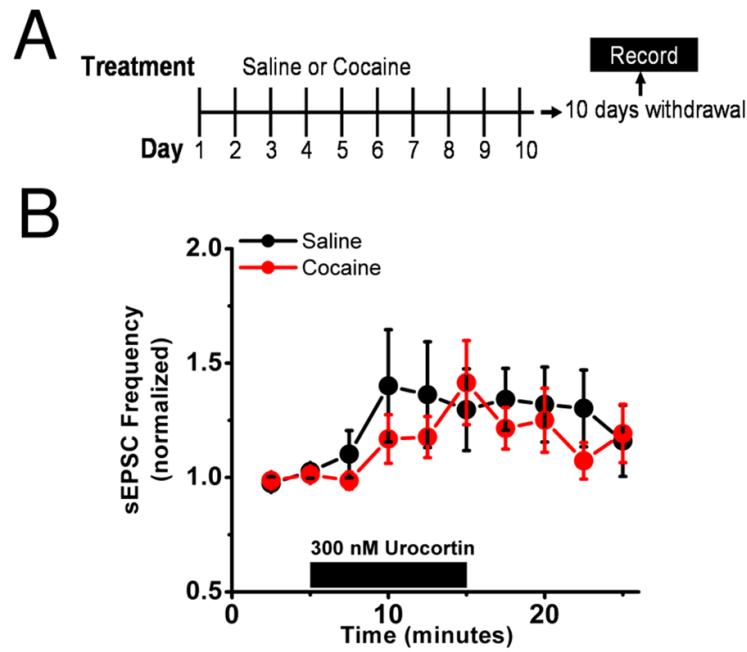 A
Treatment
Saline or Cocaine
Record
10 days withdrawal
Day 1 2 3 4 5 6 7 8 9 10
B
Saline
Cocaine
sEPSC Frequency
(normalized)
2.0
1.5
1.0
0.5
300 nM Urocortin
0 10 20
Time (minutes)